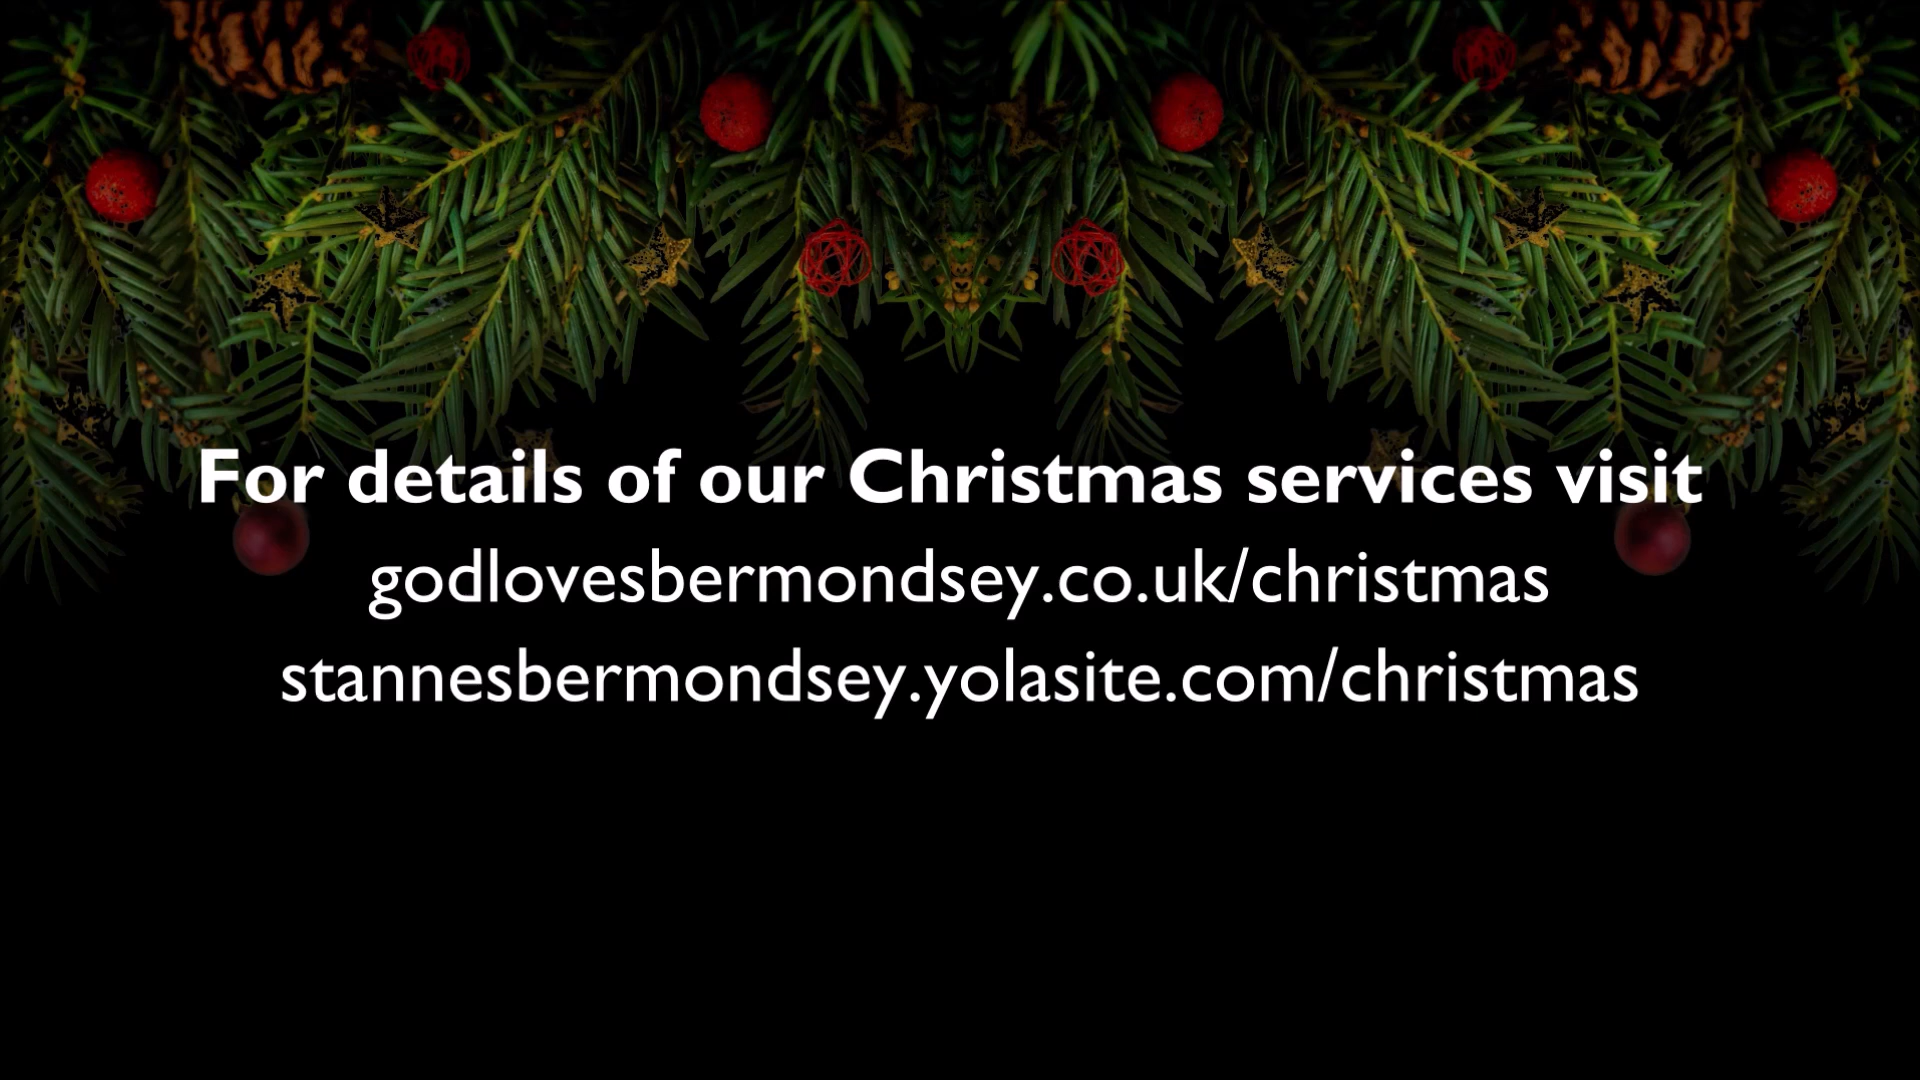 For details of our Christmas services visit
godlovesbermondsey.co.uk/christmas
stannesbermondsey.yolasite.com/christmas